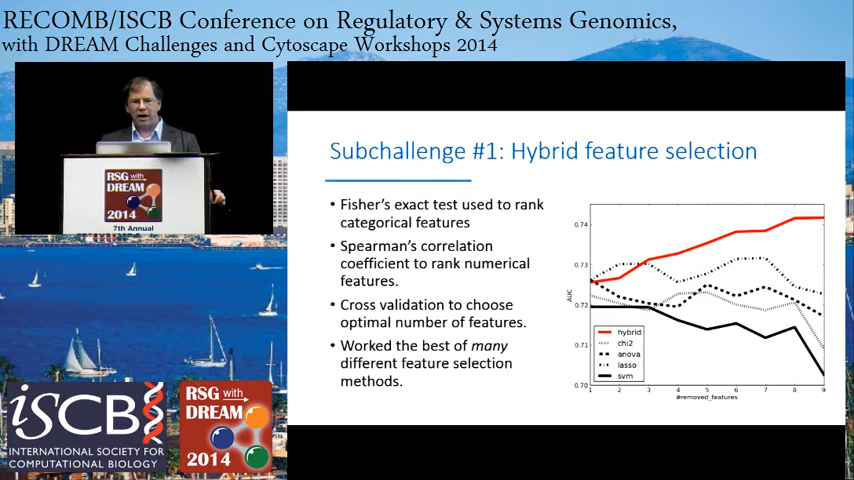 RECOMB/ISCB Conference on Regulatory & Systems Genomics,
with DREAM Challenges and Cytoscape Workshops 2014
RSG with
DREAM
2014
7th Annual
Subchallenge #1: Hybrid feature selection
• Fisher's exact test used to rank
categorical features
• Spearman's correlation
coefficient to rank numerical
features.
• Cross validation to choose
optimal number of features.
• Worked the best of many
different feature selection
methods.
0.74
0.73
0.72
0.71
0.70
AUC
hybrid
chi2
anova
lasso
svm
1 2 3 4 5 6 7 8 9
#removed_features
iSCB
INTERNATIONAL SOCIETY FOR
COMPUTATIONAL BIOLOGY
RSG with
DREAM
2014